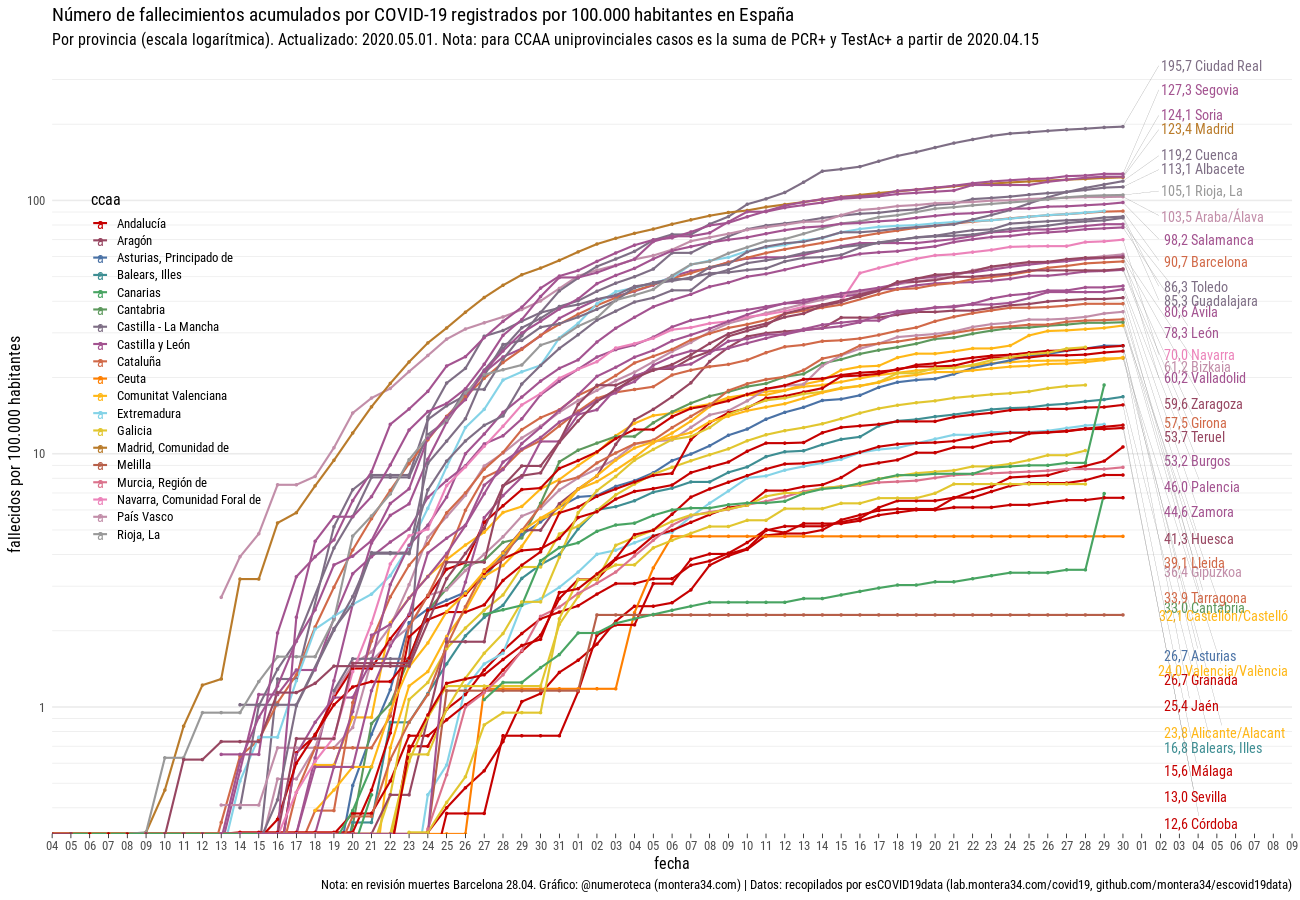 Número de fallecimientos acumulados por COVID-19 registrados por 100.000 habitantes en España
Por provincia (escala logarítmica). Actualizado: 2020.05.01. Nota: para CCAA uniprovinciales casos es la suma de PCR+ y TestAc+ a partir de 2020.04.15
fallecidos por 100.000 habitantes
100
10
1
ccaa
Andalucía
Aragón
Asturias, Principado de
Balears, Illes
Canarias
Cantabria
Castilla - La Mancha
Castilla y León
Cataluña
Ceuta
Comunitat Valenciana
Extremadura
Galicia
Madrid, Comunidad de
Melilla
Murcia, Región de
Navarra, Comunidad Foral de
País Vasco
Rioja, La
195,7 Ciudad Real
127,3 Segovia
124,1 Soria
123,4 Madrid
119,2 Cuenca
113,1 Albacete
105,1 Rioja, La
103,5 Araba/Álava
98,2 Salamanca
90,7 Barcelona
86,3 Toledo
85,3 Guadalajara
80,6 Ávila
78,3 León
70,0 Navarra
61,2 Bizkaia
60,2 Valladolid
59,6 Zaragoza
57,5 Girona
53,7 Teruel
53,2 Burgos
46,0 Palencia
44,6 Zamora
41,3 Huesca
39,1 Lleida
36,4 Gipuzkoa
33,9 Tarragona
33,0 Cantabria
32,1 Castellón/Castelló
26,7 Asturias
24,0 Valencia/València
26,7 Granada
25,4 Jaén
23,8 Alicante/Alacant
16,8 Balears, Illes
15,6 Málaga
13,0 Sevilla
12,6 Córdoba
04 05 06 07 08 09 10 11 12 13 14 15 16 17 18 19 20 21 22 23 24 25 26 27 28 29 30 31 01 02 03 04 05 06 07 08 09 10 11 12 13 14 15 16 17 18 19 20 21 22 23 24 25 26 27 28 29 30 01 02 03 04 05 06 07 08 09
fecha
Nota: en revisión muertes Barcelona 28.04. Gráfico: @numeroteca (montera34.com) | Datos: recopilados por esCOVID19data (lab.montera34.com/covid19, github.com/montera34/escovid19data)